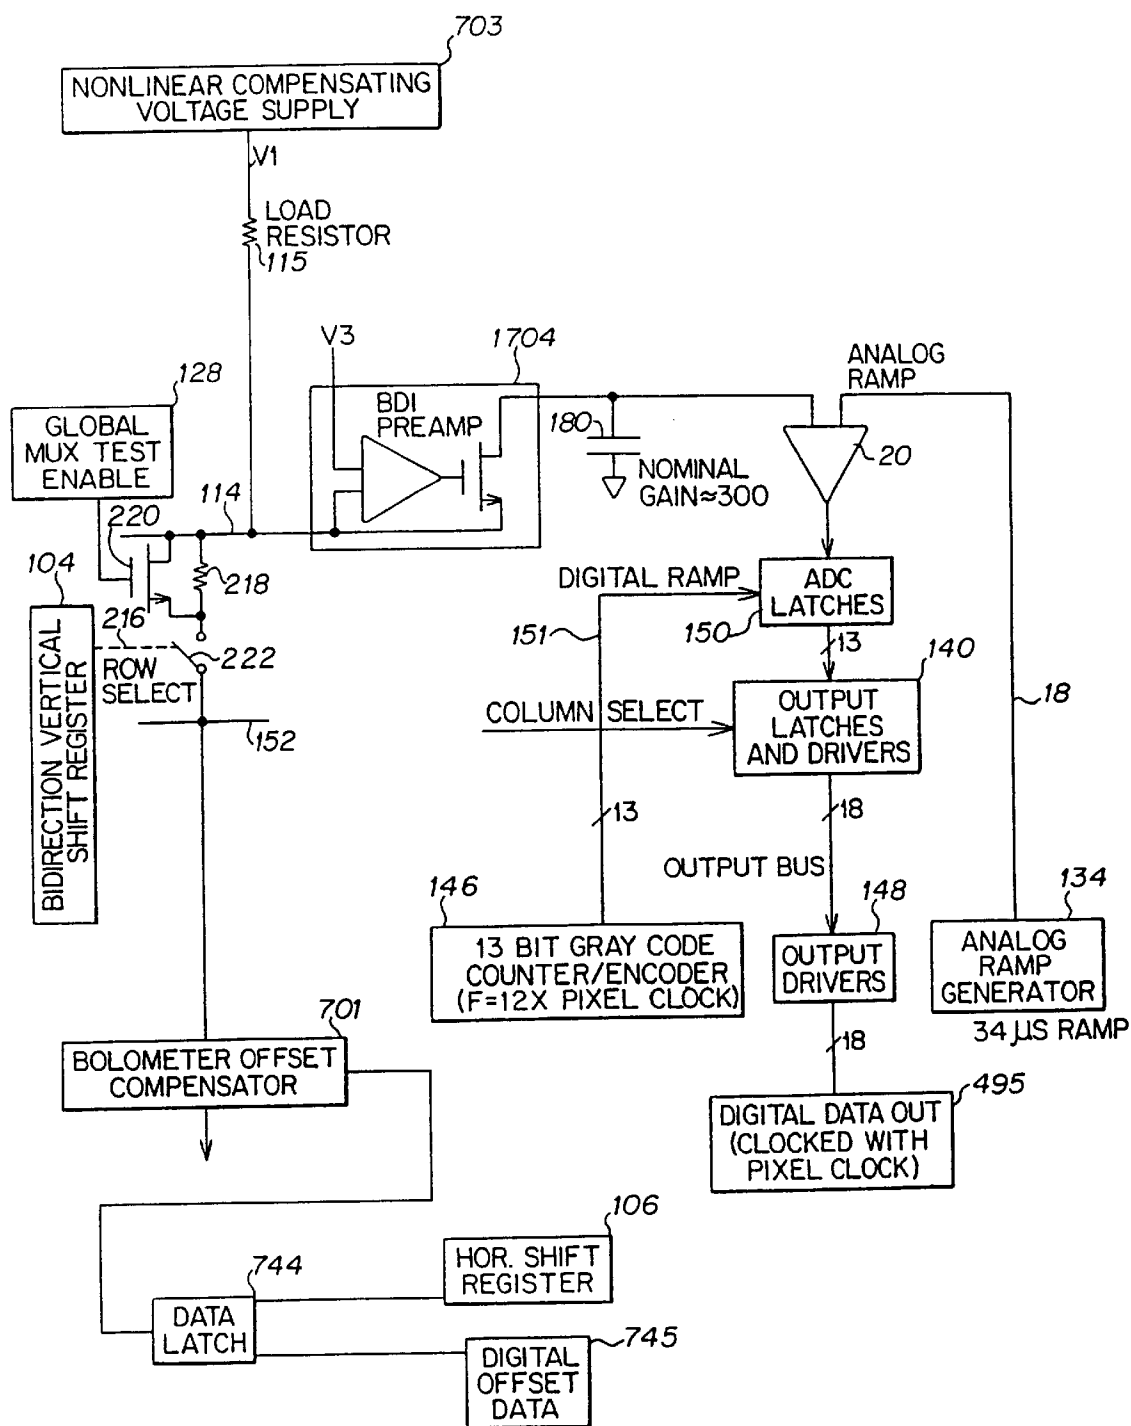 703
NONLINEAR COMPENSATING
VOLTAGE SUPPLY
V1
LOAD
RESISTOR
115
V3
1704
BDI
PREAMP
ANALOG
RAMP
128
GLOBAL
MUX TEST
ENABLE
180
NOMINAL
GAIN≈300
20
114
220
218
104
BIDIRECTION VERTICAL
SHIFT REGISTER
216
ROW
SELECT
222
152
DIGITAL RAMP
151
ADC
LATCHES
150
13
140
COLUMN SELECT
OUTPUT
LATCHES
AND DRIVERS
18
13
18
OUTPUT BUS
146
13 BIT GRAY CODE
COUNTER/ENCODER
(F=12X PIXEL CLOCK)
148
OUTPUT
DRIVERS
134
ANALOG
RAMP
GENERATOR
34 µS RAMP
18
701
BOLOMETER OFFSET
COMPENSATOR
495
DIGITAL DATA OUT
(CLOCKED WITH
PIXEL CLOCK)
106
HOR. SHIFT
REGISTER
744
DATA
LATCH
745
DIGITAL
OFFSET
DATA